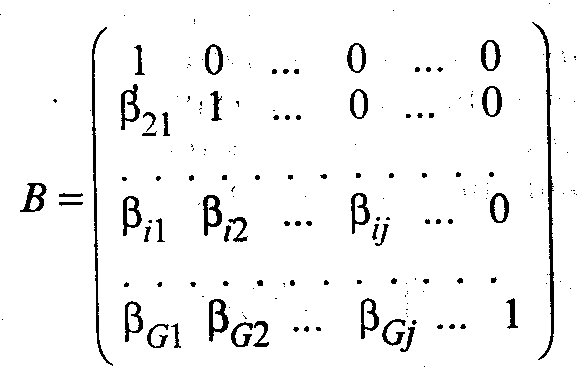 1 0 ... 0 ... 0
β21 1 ... 0 ... 0
. . . . . . . . . . . .
B = βi1 βi2 ... βij ... 0
. . . . . . . . . . . .
βG1 βG2 ... βGj ... 1